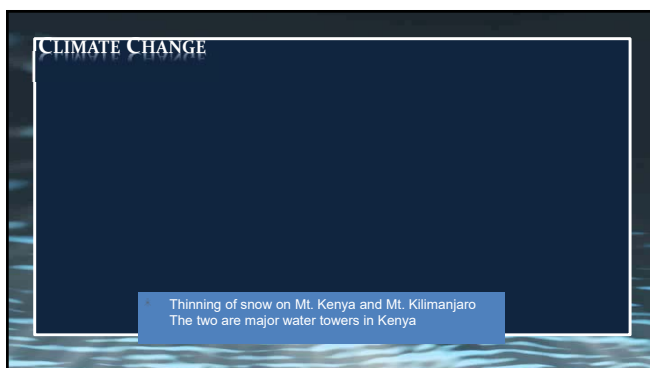 CLIMATE CHANGE
Thinning of snow on Mt. Kenya and Mt. Kilimanjaro
The two are major water towers in Kenya